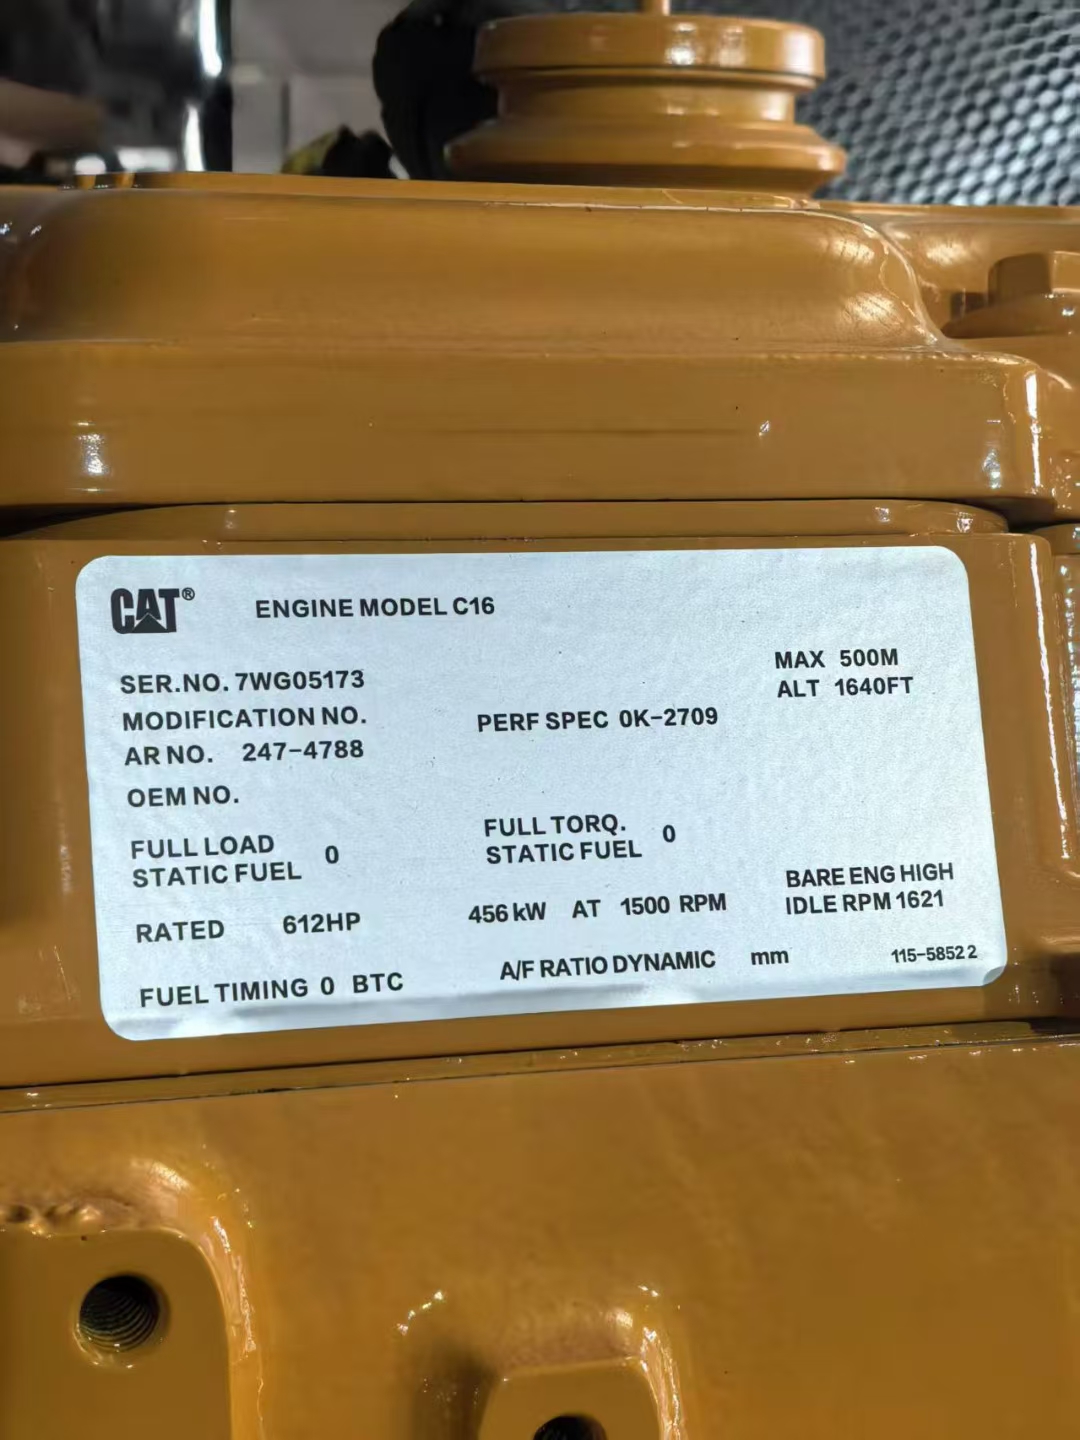 CAT® ENGINE MODEL C16
SER.NO. 7WG05173
MAX 500M
ALT 1640FT
MODIFICATION NO.
PERF SPEC 0K-2709
AR NO. 247-4788
OEM NO.
FULL LOAD
STATIC FUEL 0
FULL TORQ.
STATIC FUEL 0
RATED 612HP 456 kW AT 1500 RPM
BARE ENG HIGH
IDLE RPM 1621
FUEL TIMING 0 BTC
A/F RATIO DYNAMIC mm
115-5852 2